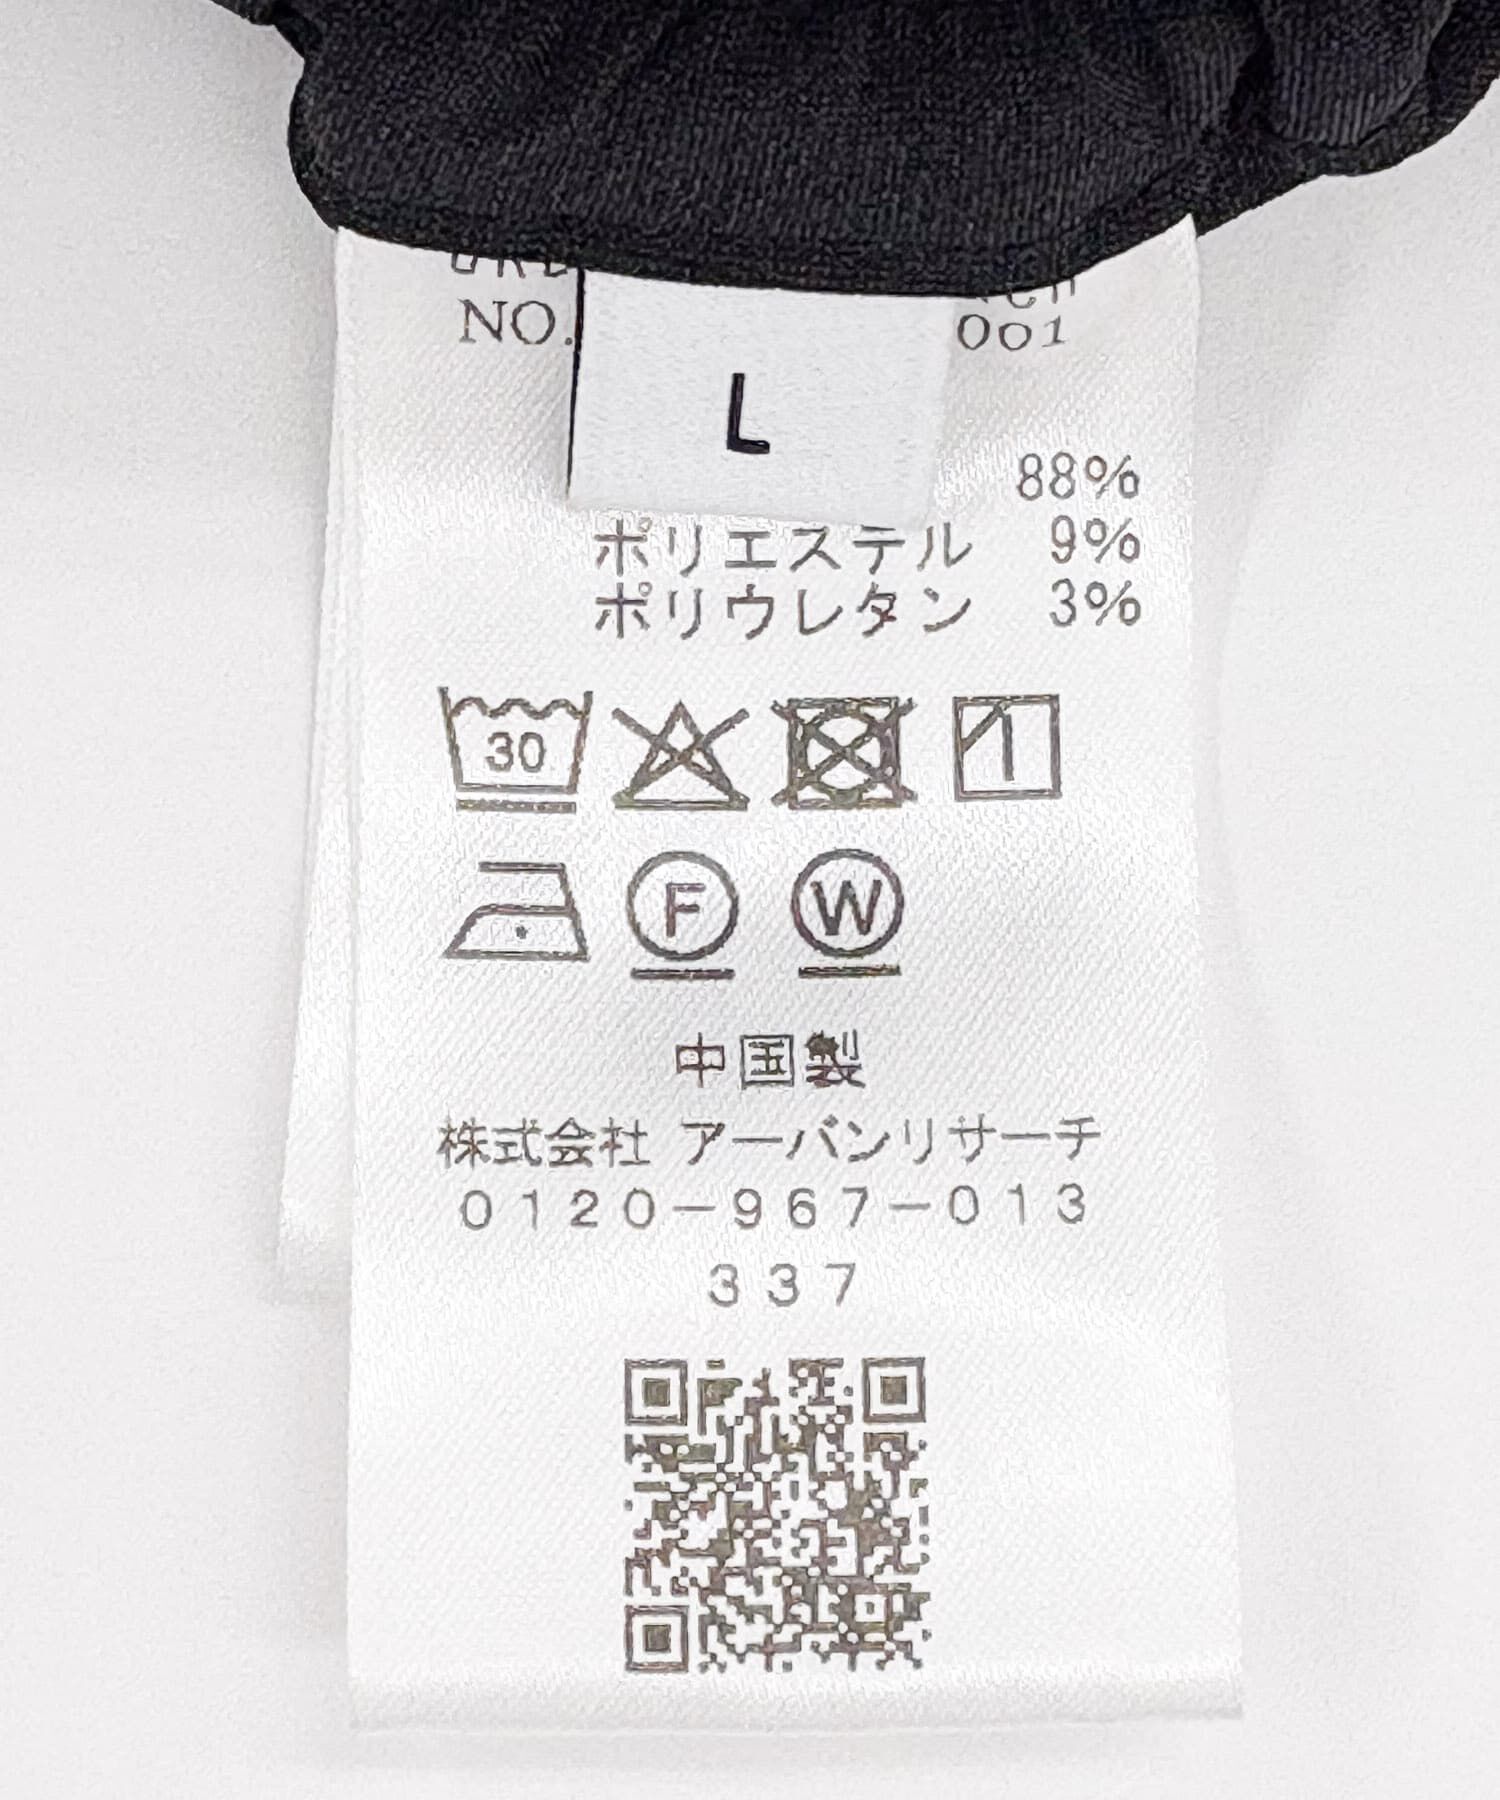 NO. 001
L
88%
ポリエステル 9%
ポリウレタン 3%
30
F W
中国製
株式会社 アーバンリサーチ
0120-967-013
337